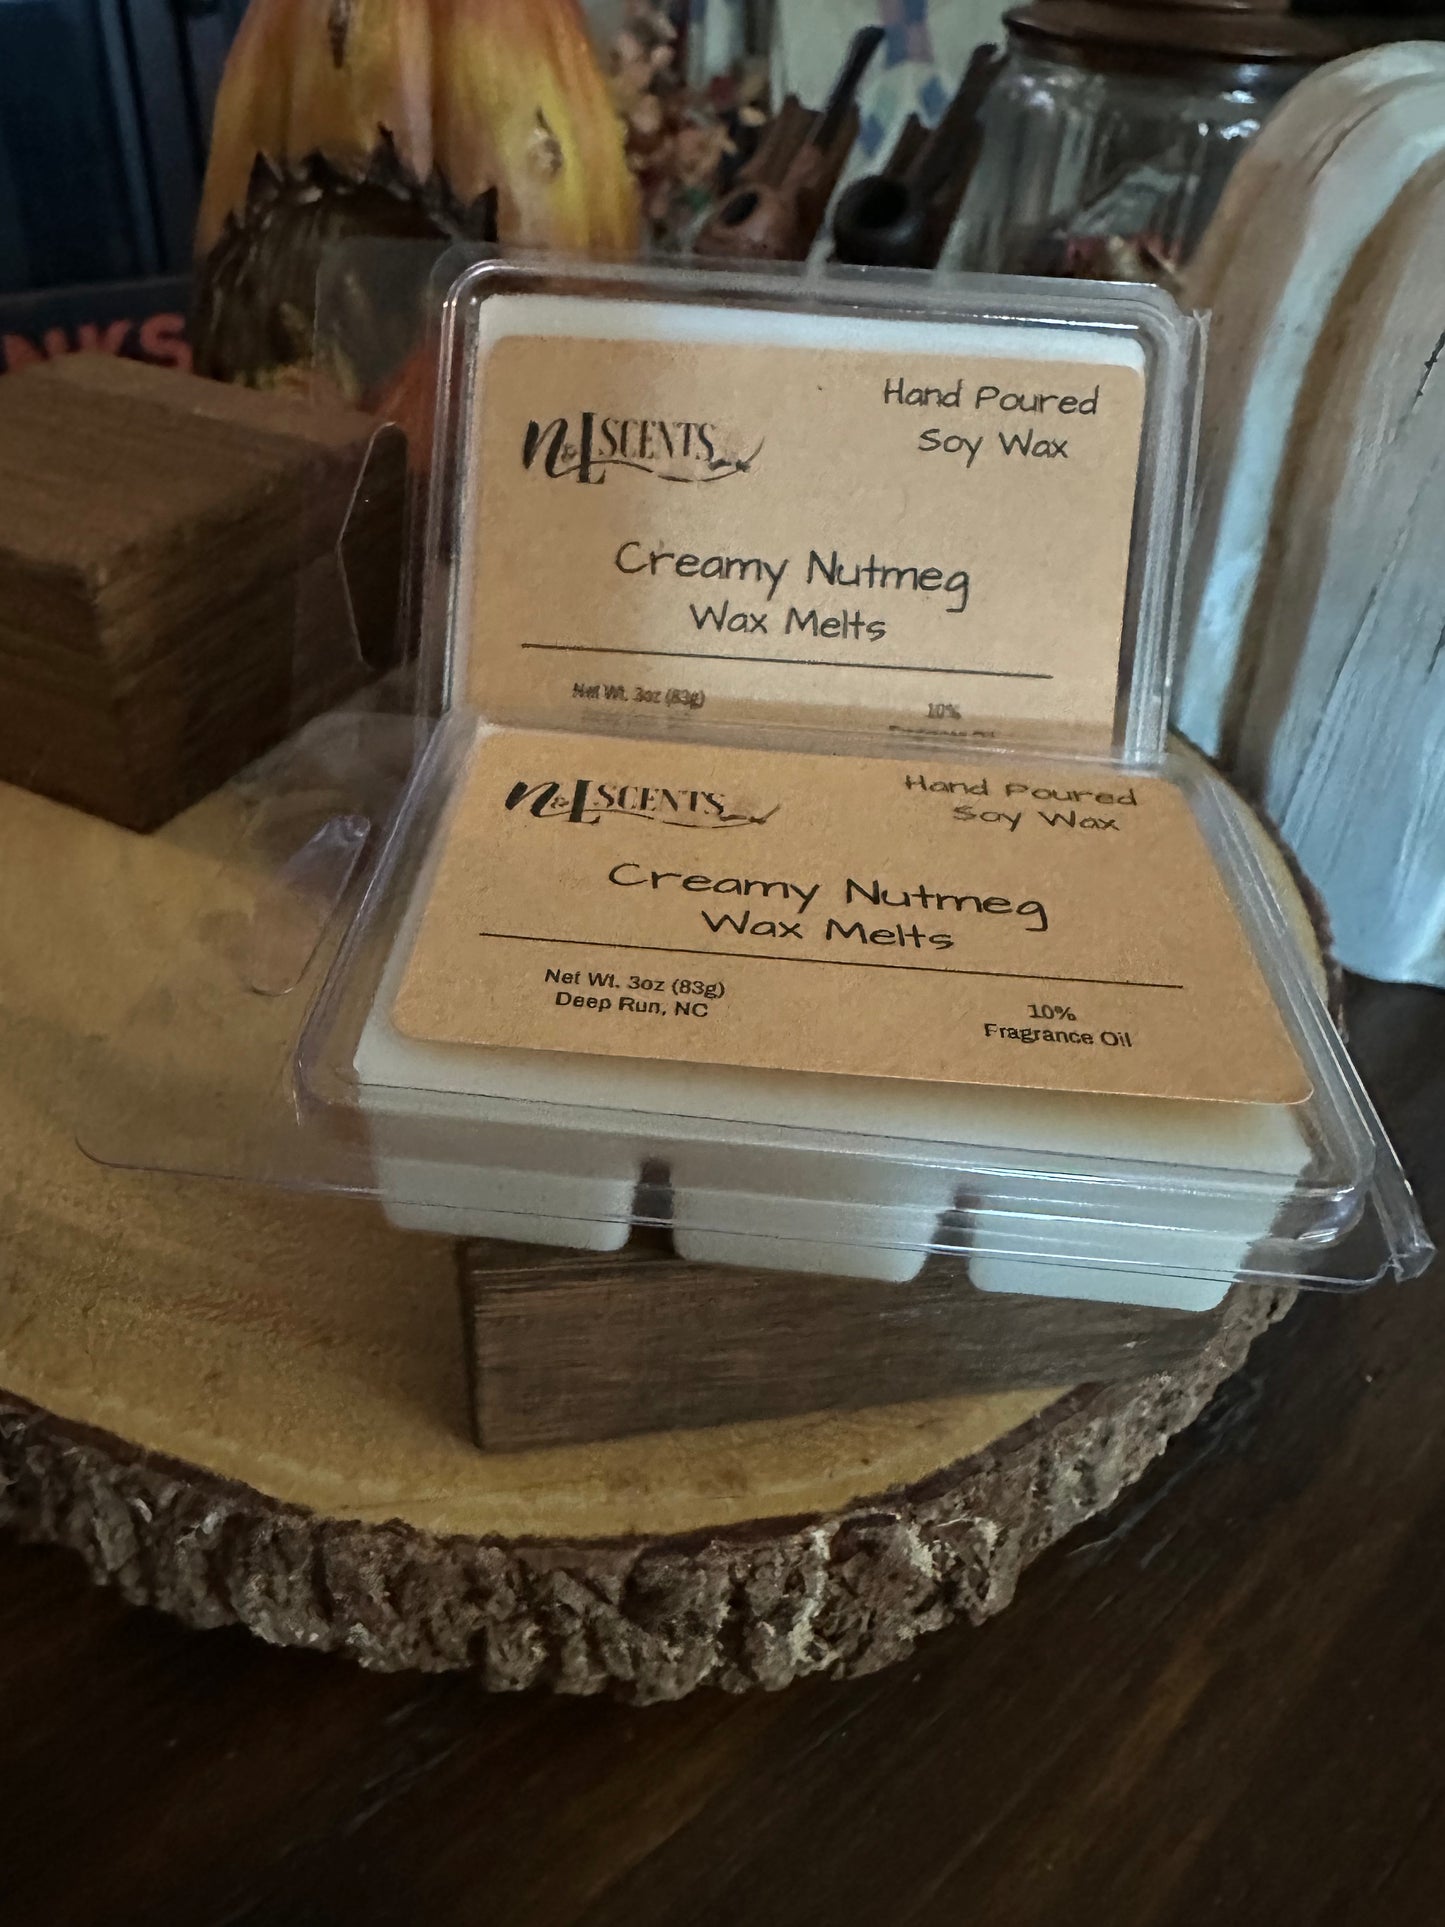 NKS
n&L SCENTS
Hand Poured
Soy Wax
Creamy Nutmeg
Wax Melts
Net Wt. 3oz (83g)
10%
n&L SCENTS
Hand Poured
Soy Wax
Creamy Nutmeg
Wax Melts
Net Wt. 3oz (83g)
Deep Run, NC
10%
Fragrance Oil